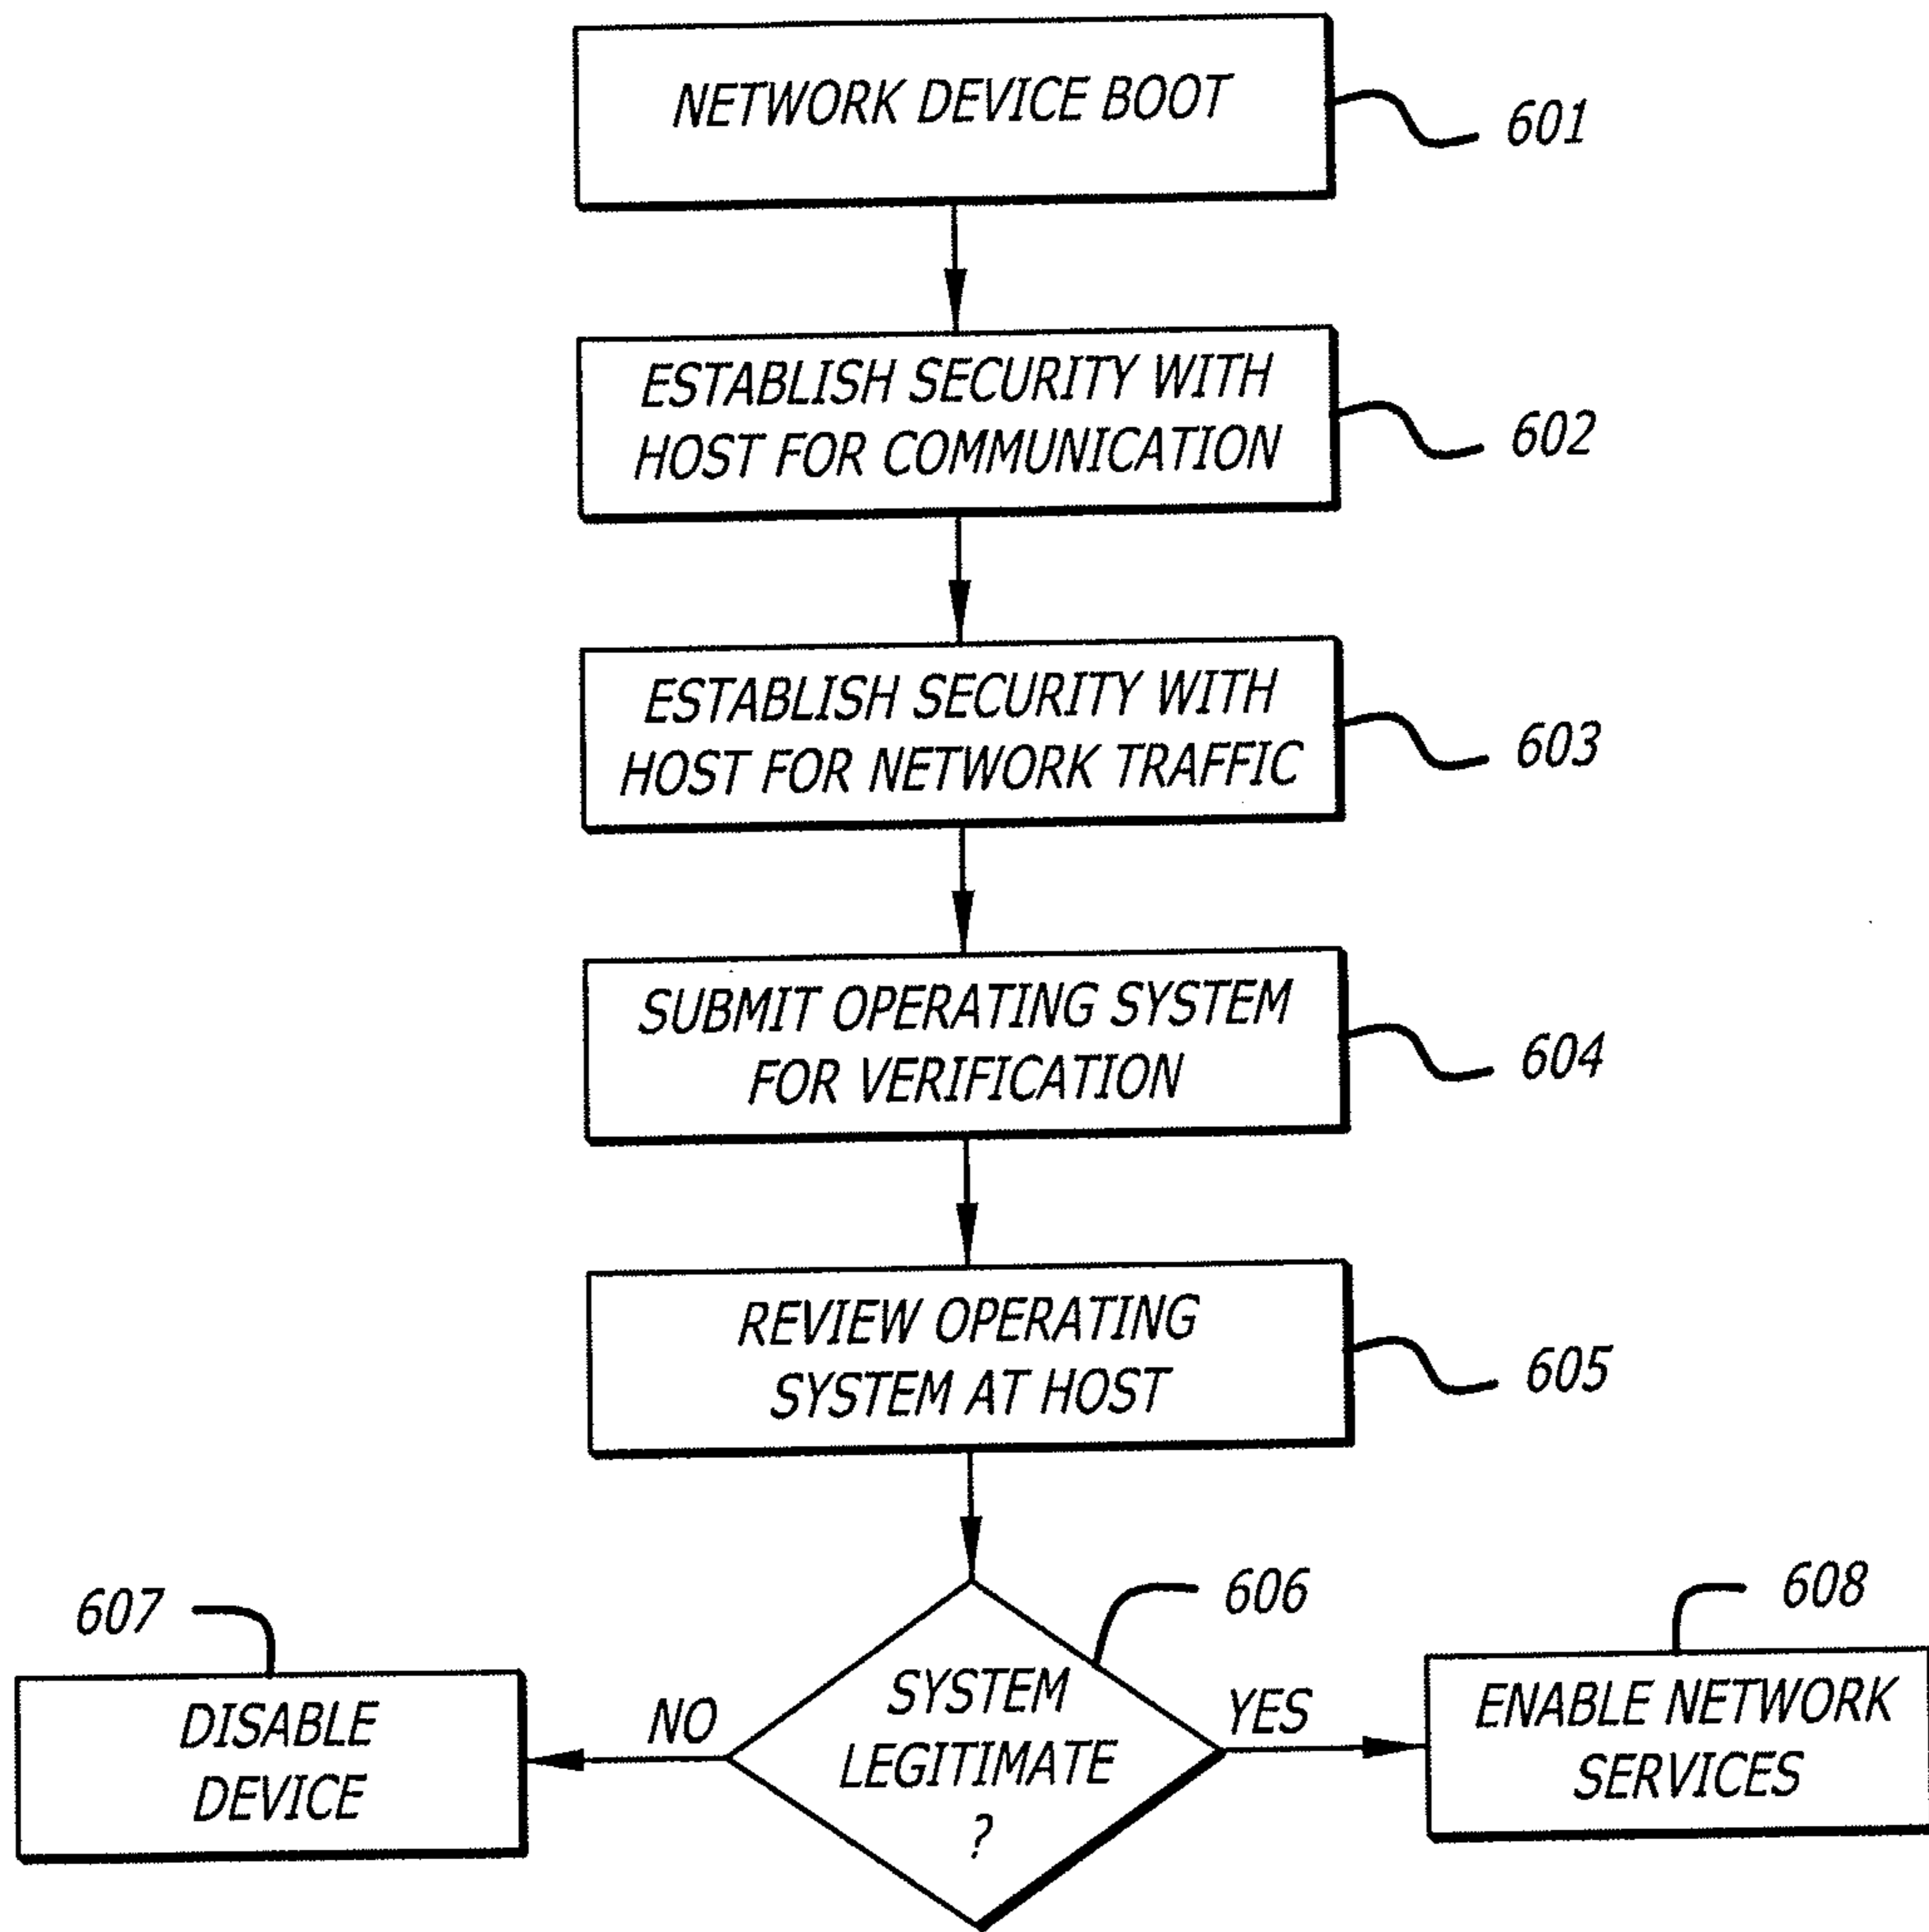 NETWORK DEVICE BOOT
601
ESTABLISH SECURITY WITH
HOST FOR COMMUNICATION
602
ESTABLISH SECURITY WITH
HOST FOR NETWORK TRAFFIC
603
SUBMIT OPERATING SYSTEM
FOR VERIFICATION
604
REVIEW OPERATING
SYSTEM AT HOST
605
607
606
608
DISABLE
DEVICE
NO
SYSTEM
LEGITIMATE
?
YES
ENABLE NETWORK
SERVICES